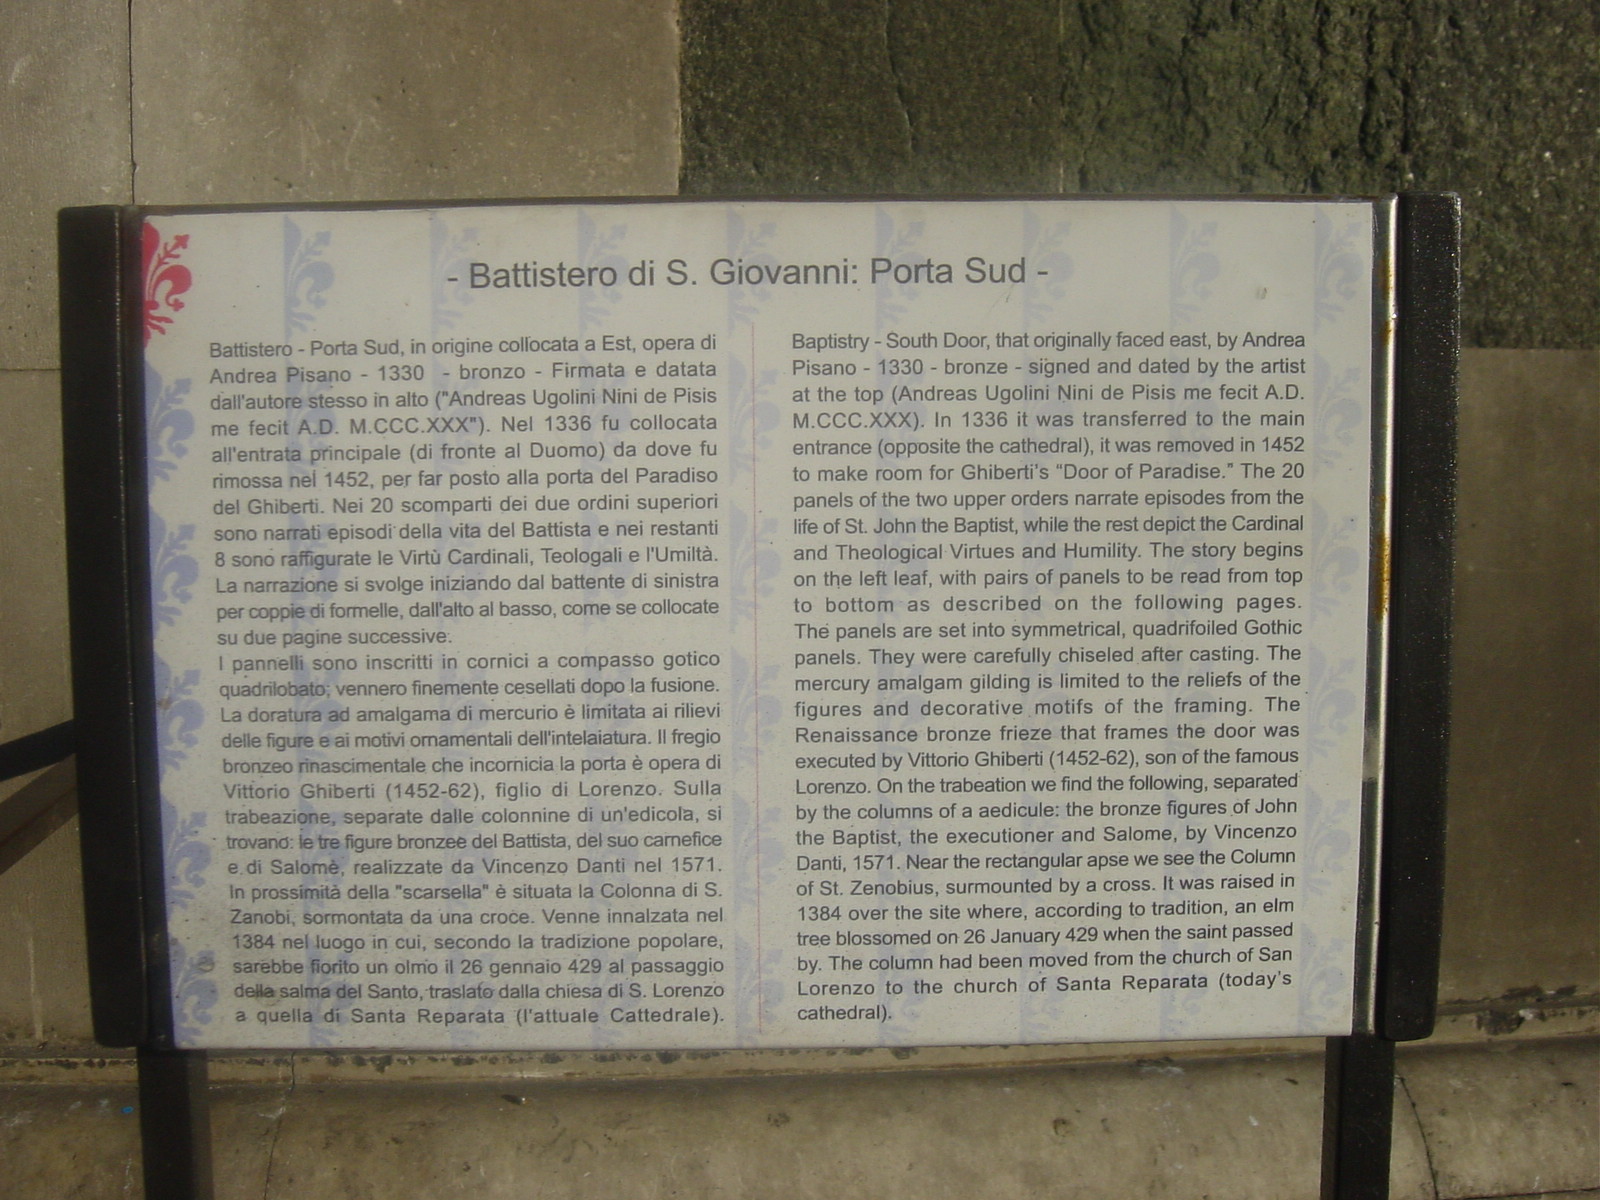 - Battistero di S. Giovanni: Porta Sud -
Battistero - Porta Sud, in origine collocata a Est, opera di
Andrea Pisano - 1330 - bronzo - Firmata e datata
dall'autore stesso in alto ("Andreas Ugolini Nini de Pisis
me fecit A.D. M.CCC.XXX"). Nel 1336 fu collocata
all'entrata principale (di fronte al Duomo) da dove fu
rimossa nel 1452, per far posto alla porta del Paradiso
del Ghiberti. Nei 20 scomparti dei due ordini superiori
sono narrati episodi della vita del Battista e nei restanti
8 sono raffigurate le Virtù Cardinali, Teologali e l'Umiltà.
La narrazione si svolge iniziando dal battente di sinistra
per coppie di formelle, dall'alto al basso, come se collocate
su due pagine successive.
I pannelli sono inscritti in cornici a compasso gotico
quadrilobato; vennero finemente cesellati dopo la fusione.
La doratura ad amalgama di mercurio è limitata ai rilievi
delle figure e ai motivi ornamentali dell'intelaiatura. Il fregio
bronzeo rinascimentale che incornicia la porta è opera di
Vittorio Ghiberti (1452-62), figlio di Lorenzo. Sulla
trabeazione, separate dalle colonnine di un'edicola, si
trovano: le tre figure bronzee del Battista, del suo carnefice
e di Salomè, realizzate da Vincenzo Danti nel 1571.
In prossimità della "scarsella" è situata la Colonna di S.
Zanobi, sormontata da una croce. Venne innalzata nel
1384 nel luogo in cui, secondo la tradizione popolare,
sarebbe fiorito un olmo il 26 gennaio 429 al passaggio
della salma del Santo, traslato dalla chiesa di S. Lorenzo
a quella di Santa Reparata (l'attuale Cattedrale).
Baptistry - South Door, that originally faced east, by Andrea
Pisano - 1330 - bronze - signed and dated by the artist
at the top (Andreas Ugolini Nini de Pisis me fecit A.D.
M.CCC.XXX). In 1336 it was transferred to the main
entrance (opposite the cathedral), it was removed in 1452
to make room for Ghiberti's “Door of Paradise.” The 20
panels of the two upper orders narrate episodes from the
life of St. John the Baptist, while the rest depict the Cardinal
and Theological Virtues and Humility. The story begins
on the left leaf, with pairs of panels to be read from top
to bottom as described on the following pages.
The panels are set into symmetrical, quadrifoiled Gothic
panels. They were carefully chiseled after casting. The
mercury amalgam gilding is limited to the reliefs of the
figures and decorative motifs of the framing. The
Renaissance bronze frieze that frames the door was
executed by Vittorio Ghiberti (1452-62), son of the famous
Lorenzo. On the trabeation we find the following, separated
by the columns of a aedicule: the bronze figures of John
the Baptist, the executioner and Salome, by Vincenzo
Danti, 1571. Near the rectangular apse we see the Column
of St. Zenobius, surmounted by a cross. It was raised in
1384 over the site where, according to tradition, an elm
tree blossomed on 26 January 429 when the saint passed
by. The column had been moved from the church of San
Lorenzo to the church of Santa Reparata (today's
cathedral).